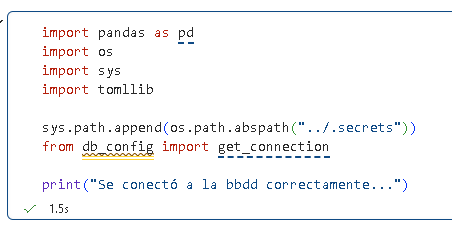 import pandas as pd
import os
import sys
import tomllib
sys.path.append(os.path.abspath("../.secrets"))
from db_config import get_connection
print("Se conectó a la bbdd correctamente...")
1.5s